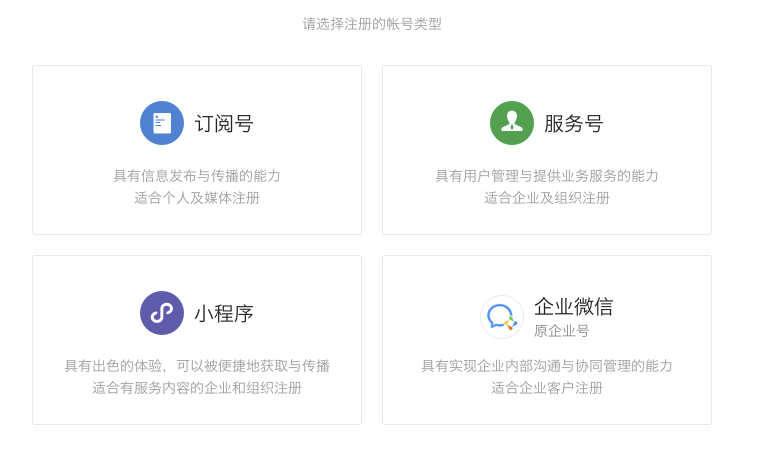 请选择注册的帐号类型
订阅号
具有信息发布与传播的能力
适合个人及媒体注册
服务号
具有用户管理与提供业务服务的能力
适合企业及组织注册
小程序
具有出色的体验，可以被便捷地获取与传播
适合有服务内容的企业和组织注册
企业微信
原企业号
具有实现企业内部沟通与协同管理的能力
适合企业客户注册